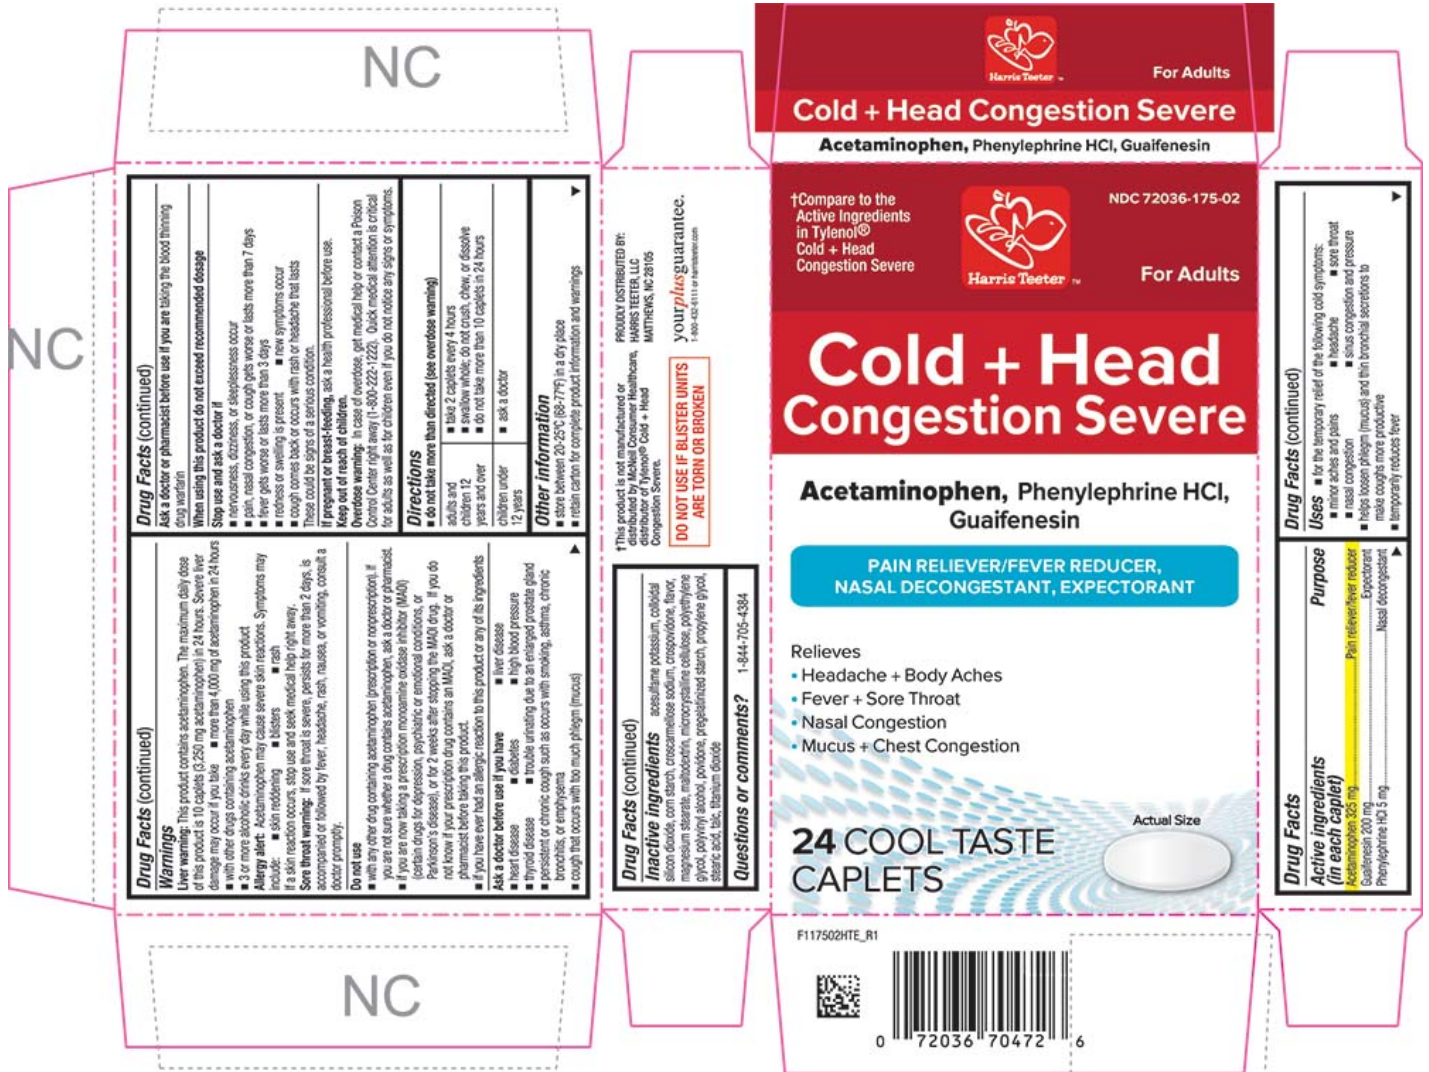 NC
NC
NC
Harris Teeter ™
For Adults
Cold + Head Congestion Severe
Acetaminophen, Phenylephrine HCl, Guaifenesin
†Compare to the
Active Ingredients
in Tylenol®
Cold + Head
Congestion Severe
Harris Teeter ™
NDC 72036-175-02
For Adults
Cold + Head
Congestion Severe
Acetaminophen, Phenylephrine HCl,
Guaifenesin
PAIN RELIEVER/FEVER REDUCER,
NASAL DECONGESTANT, EXPECTORANT
Relieves
• Headache + Body Aches
• Fever + Sore Throat
• Nasal Congestion
• Mucus + Chest Congestion
24 COOL TASTE
CAPLETS
Actual Size
F117502HTE_R1
0 72036 70472 6
Drug Facts
Active ingredients
(in each caplet) Purpose
Acetaminophen 325 mg Pain reliever/fever reducer
Guaifenesin 200 mg Expectorant
Phenylephrine HCl 5 mg Nasal decongestant
Drug Facts (continued)
Uses ■ for the temporary relief of the following cold symptoms:
■ minor aches and pains ■ headache ■ sore throat
■ nasal congestion ■ sinus congestion and pressure
■ helps loosen phlegm (mucus) and thin bronchial secretions to
make coughs more productive
■ temporarily reduces fever
Drug Facts (continued)
Warnings
Liver warning: This product contains acetaminophen. The maximum daily dose
of this product is 10 caplets (3,250 mg acetaminophen) in 24 hours. Severe liver
damage may occur if you take ■ more than 4,000 mg of acetaminophen in 24 hours
■ with other drugs containing acetaminophen
■ 3 or more alcoholic drinks every day while using this product
Allergy alert: Acetaminophen may cause severe skin reactions. Symptoms may
include: ■ skin reddening ■ blisters ■ rash
If a skin reaction occurs, stop use and seek medical help right away.
Sore throat warning: If sore throat is severe, persists for more than 2 days, is
accompanied or followed by fever, headache, rash, nausea, or vomiting, consult a
doctor promptly.
Do not use
■ with any other drug containing acetaminophen (prescription or nonprescription). If
you are not sure whether a drug contains acetaminophen, ask a doctor or pharmacist.
■ if you are now taking a prescription monoamine oxidase inhibitor (MAOI)
(certain drugs for depression, psychiatric or emotional conditions, or
Parkinson's disease), or for 2 weeks after stopping the MAOI drug. If you do
not know if your prescription drug contains an MAOI, ask a doctor or
pharmacist before taking this product.
■ if you have ever had an allergic reaction to this product or any of its ingredients
Ask a doctor before use if you have ■ liver disease
■ heart disease ■ diabetes ■ high blood pressure
■ thyroid disease ■ trouble urinating due to an enlarged prostate gland
■ persistent or chronic cough such as occurs with smoking, asthma, chronic
bronchitis, or emphysema
■ cough that occurs with too much phlegm (mucus)
Drug Facts (continued)
Ask a doctor or pharmacist before use if you are taking the blood thinning
drug warfarin
When using this product do not exceed recommended dosage
Stop use and ask a doctor if
■ nervousness, dizziness, or sleeplessness occur
■ pain, nasal congestion, or cough gets worse or lasts more than 7 days
■ fever gets worse or lasts more than 3 days
■ redness or swelling is present ■ new symptoms occur
■ cough comes back or occurs with rash or headache that lasts
These could be signs of a serious condition.
If pregnant or breast-feeding, ask a health professional before use.
Keep out of reach of children.
Overdose warning: In case of overdose, get medical help or contact a Poison
Control Center right away (1-800-222-1222). Quick medical attention is critical
for adults as well as for children even if you do not notice any signs or symptoms.
Directions
■ do not take more than directed (see overdose warning)
adults and
children 12
years and over
■ take 2 caplets every 4 hours
■ swallow whole; do not crush, chew, or dissolve
■ do not take more than 10 caplets in 24 hours
children under
12 years
■ ask a doctor
Other information
■ store between 20-25°C (68-77°F) in a dry place
■ retain carton for complete product information and warnings
Drug Facts (continued)
Inactive ingredients acesulfame potassium, colloidal
silicon dioxide, corn starch, croscarmellose sodium, crospovidone, flavor,
magnesium stearate, maltodextrin, microcrystalline cellulose, polyethylene
glycol, polyvinyl alcohol, povidone, pregelatinized starch, propylene glycol,
stearic acid, talc, titanium dioxide
Questions or comments? 1-844-705-4384
†This product is not manufactured or
distributed by McNeil Consumer Healthcare,
distributor of Tylenol® Cold + Head
Congestion Severe.
DO NOT USE IF BLISTER UNITS
ARE TORN OR BROKEN
PROUDLY DISTRIBUTED BY:
HARRIS TEETER, LLC
MATTHEWS, NC 28105
yourplusguarantee.
1-800-432-6111 or harristeeter.com